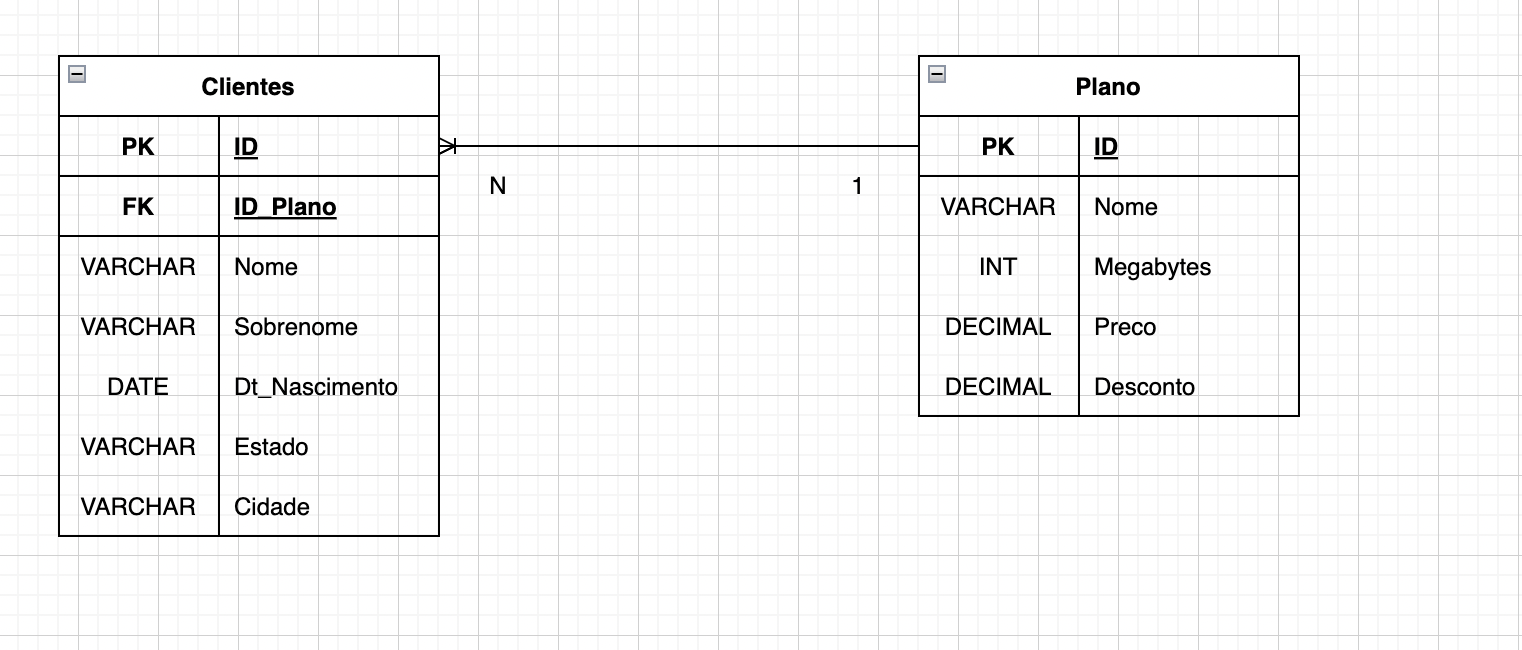 Clientes
PK ID
FK ID_Plano
VARCHAR Nome
VARCHAR Sobrenome
DATE Dt_Nascimento
VARCHAR Estado
VARCHAR Cidade
N
1
Plano
PK ID
VARCHAR Nome
INT Megabytes
DECIMAL Preco
DECIMAL Desconto